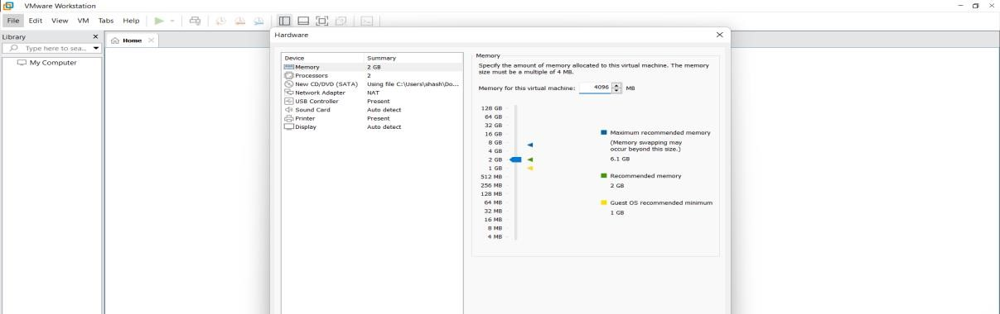 VMware Workstation
File Edit View VM Tabs Help
Library
Type here to sea...
My Computer
Home
Hardware
Device Summary
Memory 2 GB
Processors 2
New CD/DVD (SATA) Using file C:\Users\shash\Do...
Network Adapter NAT
USB Controller Present
Sound Card Auto detect
Printer Present
Display Auto detect
Memory
Specify the amount of memory allocated to this virtual machine. The memory
size must be a multiple of 4 MB.
Memory for this virtual machine: 4096 MB
128 GB
64 GB
32 GB
16 GB
8 GB
4 GB
2 GB
1 GB
512 MB
256 MB
128 MB
64 MB
32 MB
16 MB
8 MB
4 MB
Maximum recommended memory
(Memory swapping may
occur beyond this size.)
6.1 GB
Recommended memory
2 GB
Guest OS recommended minimum
1 GB